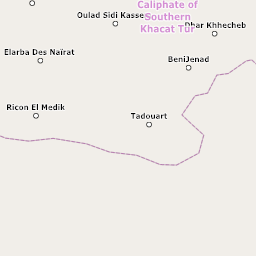 Caliphate of
Southern
Khacat Tur
Oulad Sidi Kasse
Dhar Khhecheb
Elarba Des Naïrat
BeniJenad
Ricon El Medik
Tadouart